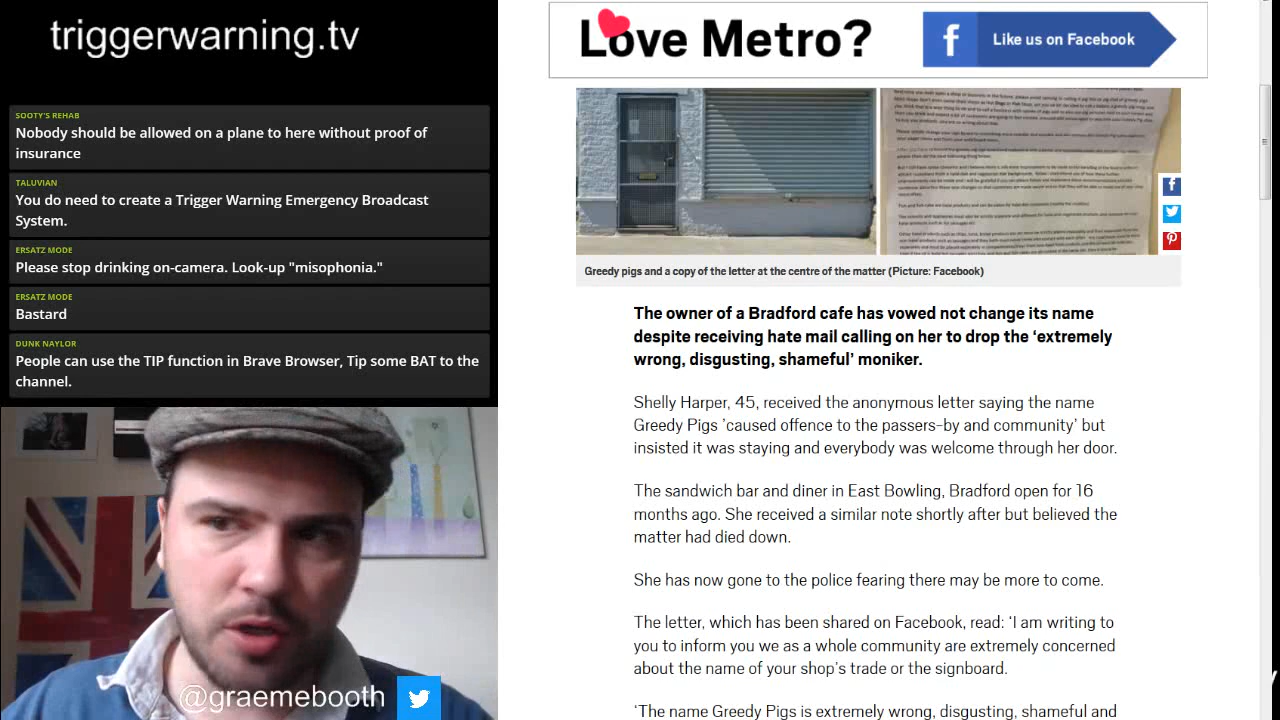 triggerwarning.tv
SOOTY'S REHAB
Nobody should be allowed on a plane to here without proof of
insurance
TALUVIAN
You do need to create a Trigger Warning Emergency Broadcast
System.
ERSATZ MODE
Please stop drinking on-camera. Look-up "misophonia."
ERSATZ MODE
Bastard
DUNK NAYLOR
People can use the TIP function in Brave Browser, Tip some BAT to the
channel.
@graemebooth
Love Metro?
f
Like us on Facebook
Greedy pigs and a copy of the letter at the centre of the matter (Picture: Facebook)
The owner of a Bradford cafe has vowed not change its name
despite receiving hate mail calling on her to drop the ‘extremely
wrong, disgusting, shameful’ moniker.
Shelly Harper, 45, received the anonymous letter saying the name
Greedy Pigs ’caused offence to the passers-by and community’ but
insisted it was staying and everybody was welcome through her door.
The sandwich bar and diner in East Bowling, Bradford open for 16
months ago. She received a similar note shortly after but believed the
matter had died down.
She has now gone to the police fearing there may be more to come.
The letter, which has been shared on Facebook, read: ‘I am writing to
you to inform you we as a whole community are extremely concerned
about the name of your shop’s trade or the signboard.
‘The name Greedy Pigs is extremely wrong, disgusting, shameful and